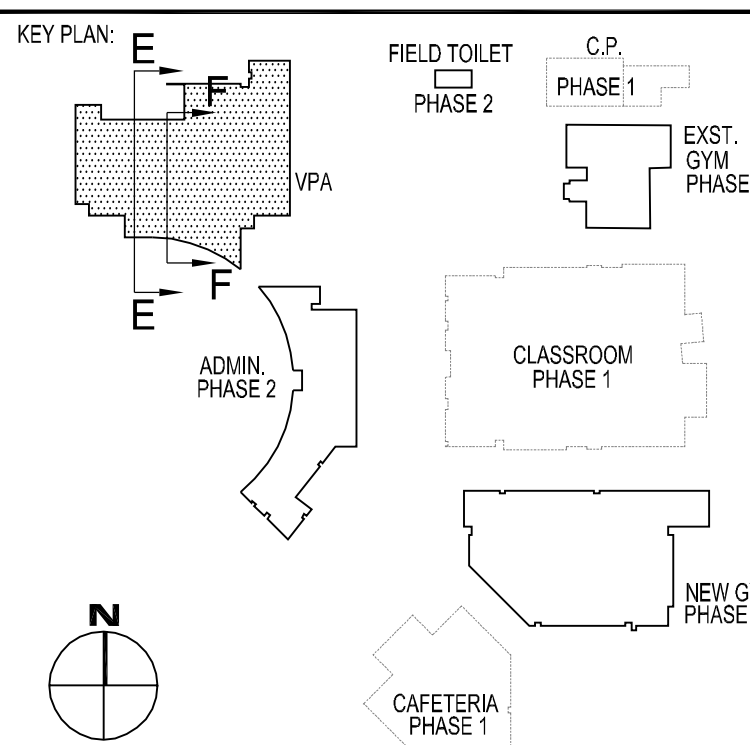 KEY PLAN:
E
F
VPA
F
E
FIELD TOILET
PHASE 2
C.P.
PHASE 1
EXST.
GYM
PHASE
ADMIN.
PHASE 2
CLASSROOM
PHASE 1
NEW G
PHASE
N
CAFETERIA
PHASE 1